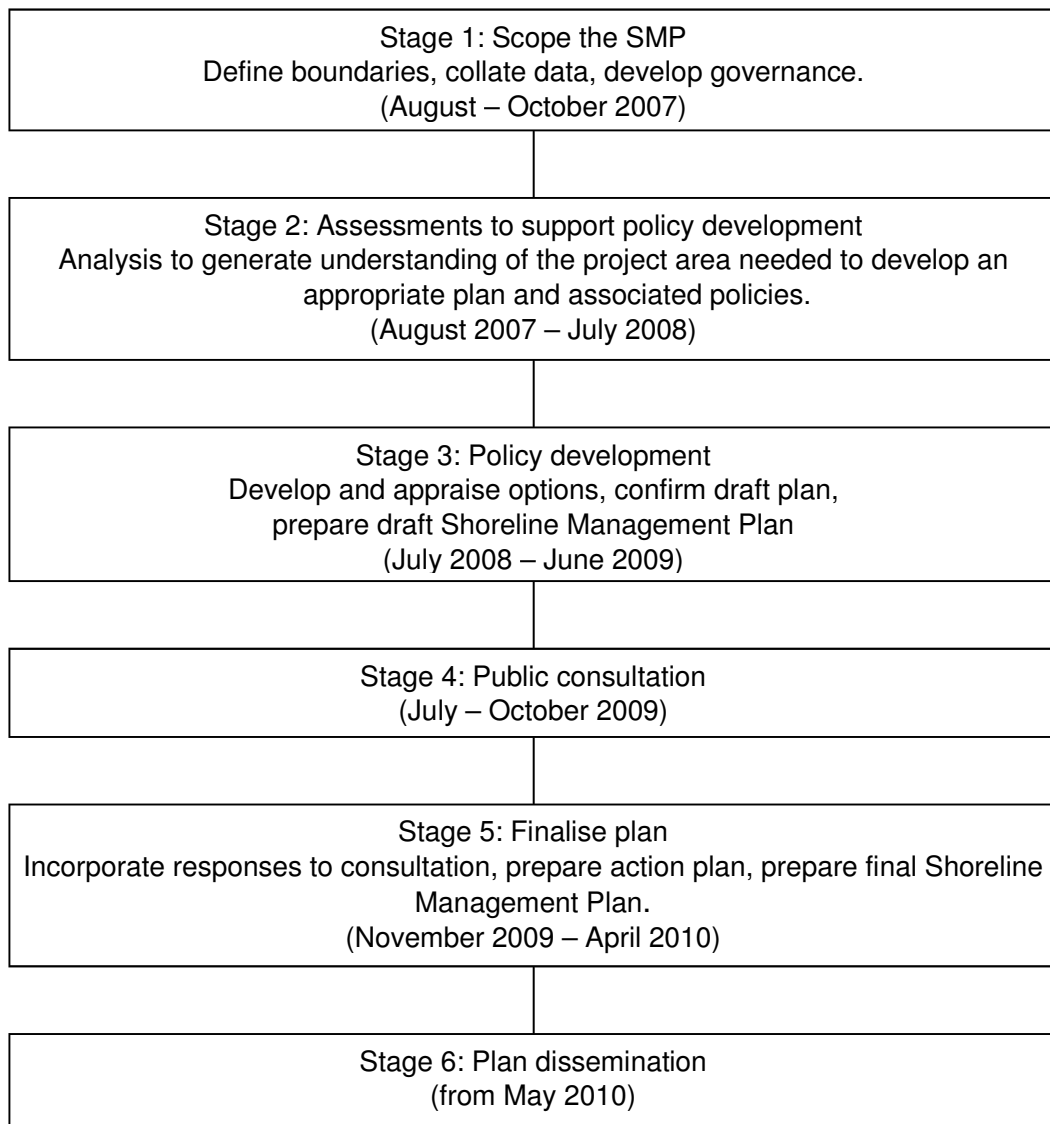 Stage 1: Scope the SMP
Define boundaries, collate data, develop governance.
(August – October 2007)
Stage 2: Assessments to support policy development
Analysis to generate understanding of the project area needed to develop an
appropriate plan and associated policies.
(August 2007 – July 2008)
Stage 3: Policy development
Develop and appraise options, confirm draft plan,
prepare draft Shoreline Management Plan
(July 2008 – June 2009)
Stage 4: Public consultation
(July – October 2009)
Stage 5: Finalise plan
Incorporate responses to consultation, prepare action plan, prepare final Shoreline
Management Plan.
(November 2009 – April 2010)
Stage 6: Plan dissemination
(from May 2010)